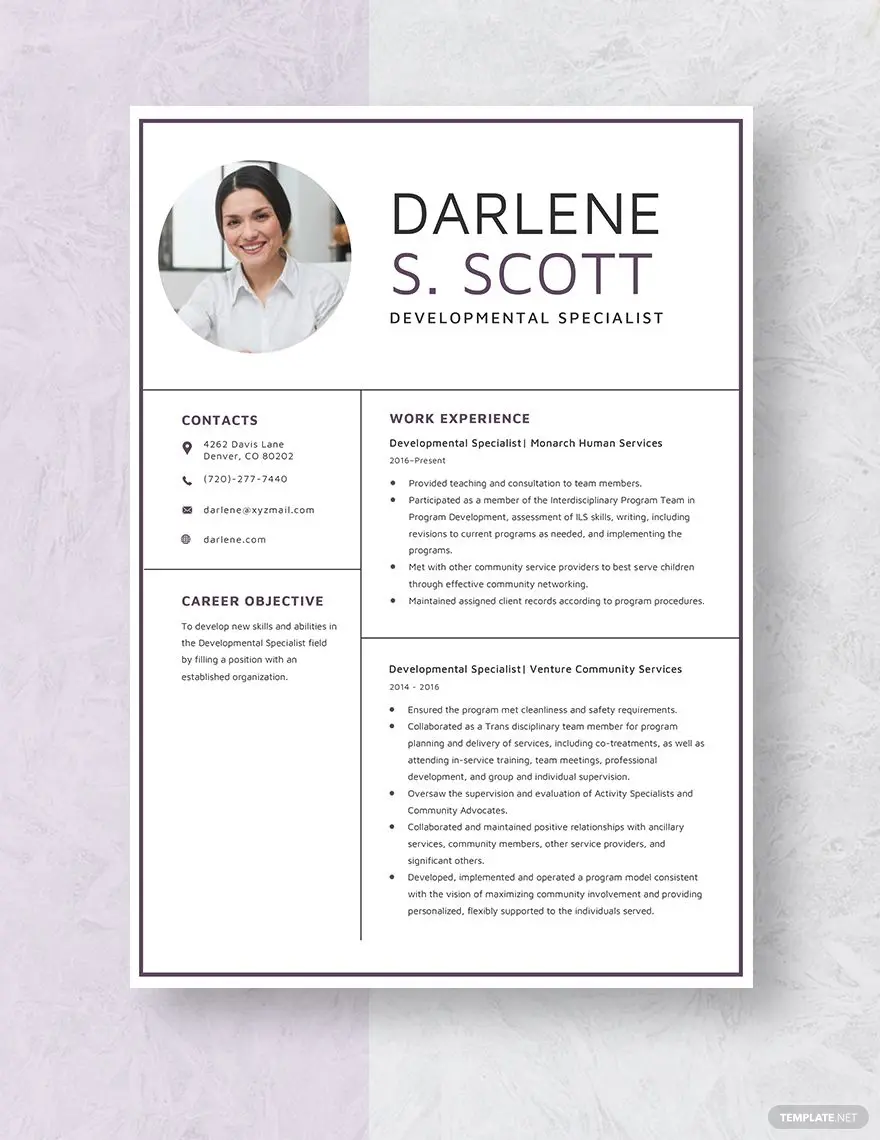 DARLENE
S. SCOTT
DEVELOPMENTAL SPECIALIST
CONTACTS
4262 Davis Lane
Denver, CO 80202
(720)-277-7440
darlene@xyzmail.com
darlene.com
CAREER OBJECTIVE
To develop new skills and abilities in
the Developmental Specialist field
by filling a position with an
established organization.
WORK EXPERIENCE
Developmental Specialist| Monarch Human Services
2016–Present
• Provided teaching and consultation to team members.
• Participated as a member of the Interdisciplinary Program Team in
Program Development, assessment of ILS skills, writing, including
revisions to current programs as needed, and implementing the
programs.
• Met with other community service providers to best serve children
through effective community networking.
• Maintained assigned client records according to program procedures.
Developmental Specialist| Venture Community Services
2014 - 2016
• Ensured the program met cleanliness and safety requirements.
• Collaborated as a Trans disciplinary team member for program
planning and delivery of services, including co-treatments, as well as
attending in-service training, team meetings, professional
development, and group and individual supervision.
• Oversaw the supervision and evaluation of Activity Specialists and
Community Advocates.
• Collaborated and maintained positive relationships with ancillary
services, community members, other service providers, and
significant others.
• Developed, implemented and operated a program model consistent
with the vision of maximizing community involvement and providing
personalized, flexibly supported to the individuals served.
TEMPLATE.NET